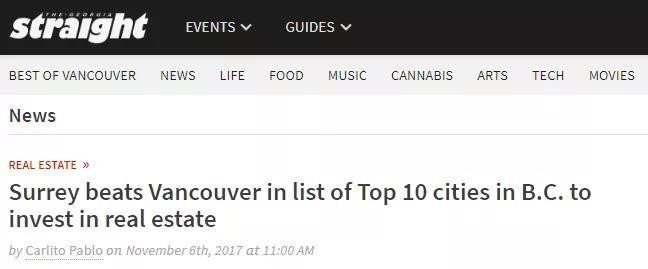 THE · GEORGIA
straight
EVENTS GUIDES
BEST OF VANCOUVER NEWS LIFE FOOD MUSIC CANNABIS ARTS TECH MOVIES
News
REAL ESTATE »
Surrey beats Vancouver in list of Top 10 cities in B.C. to
invest in real estate
by Carlito Pablo on November 6th, 2017 at 11:00 AM